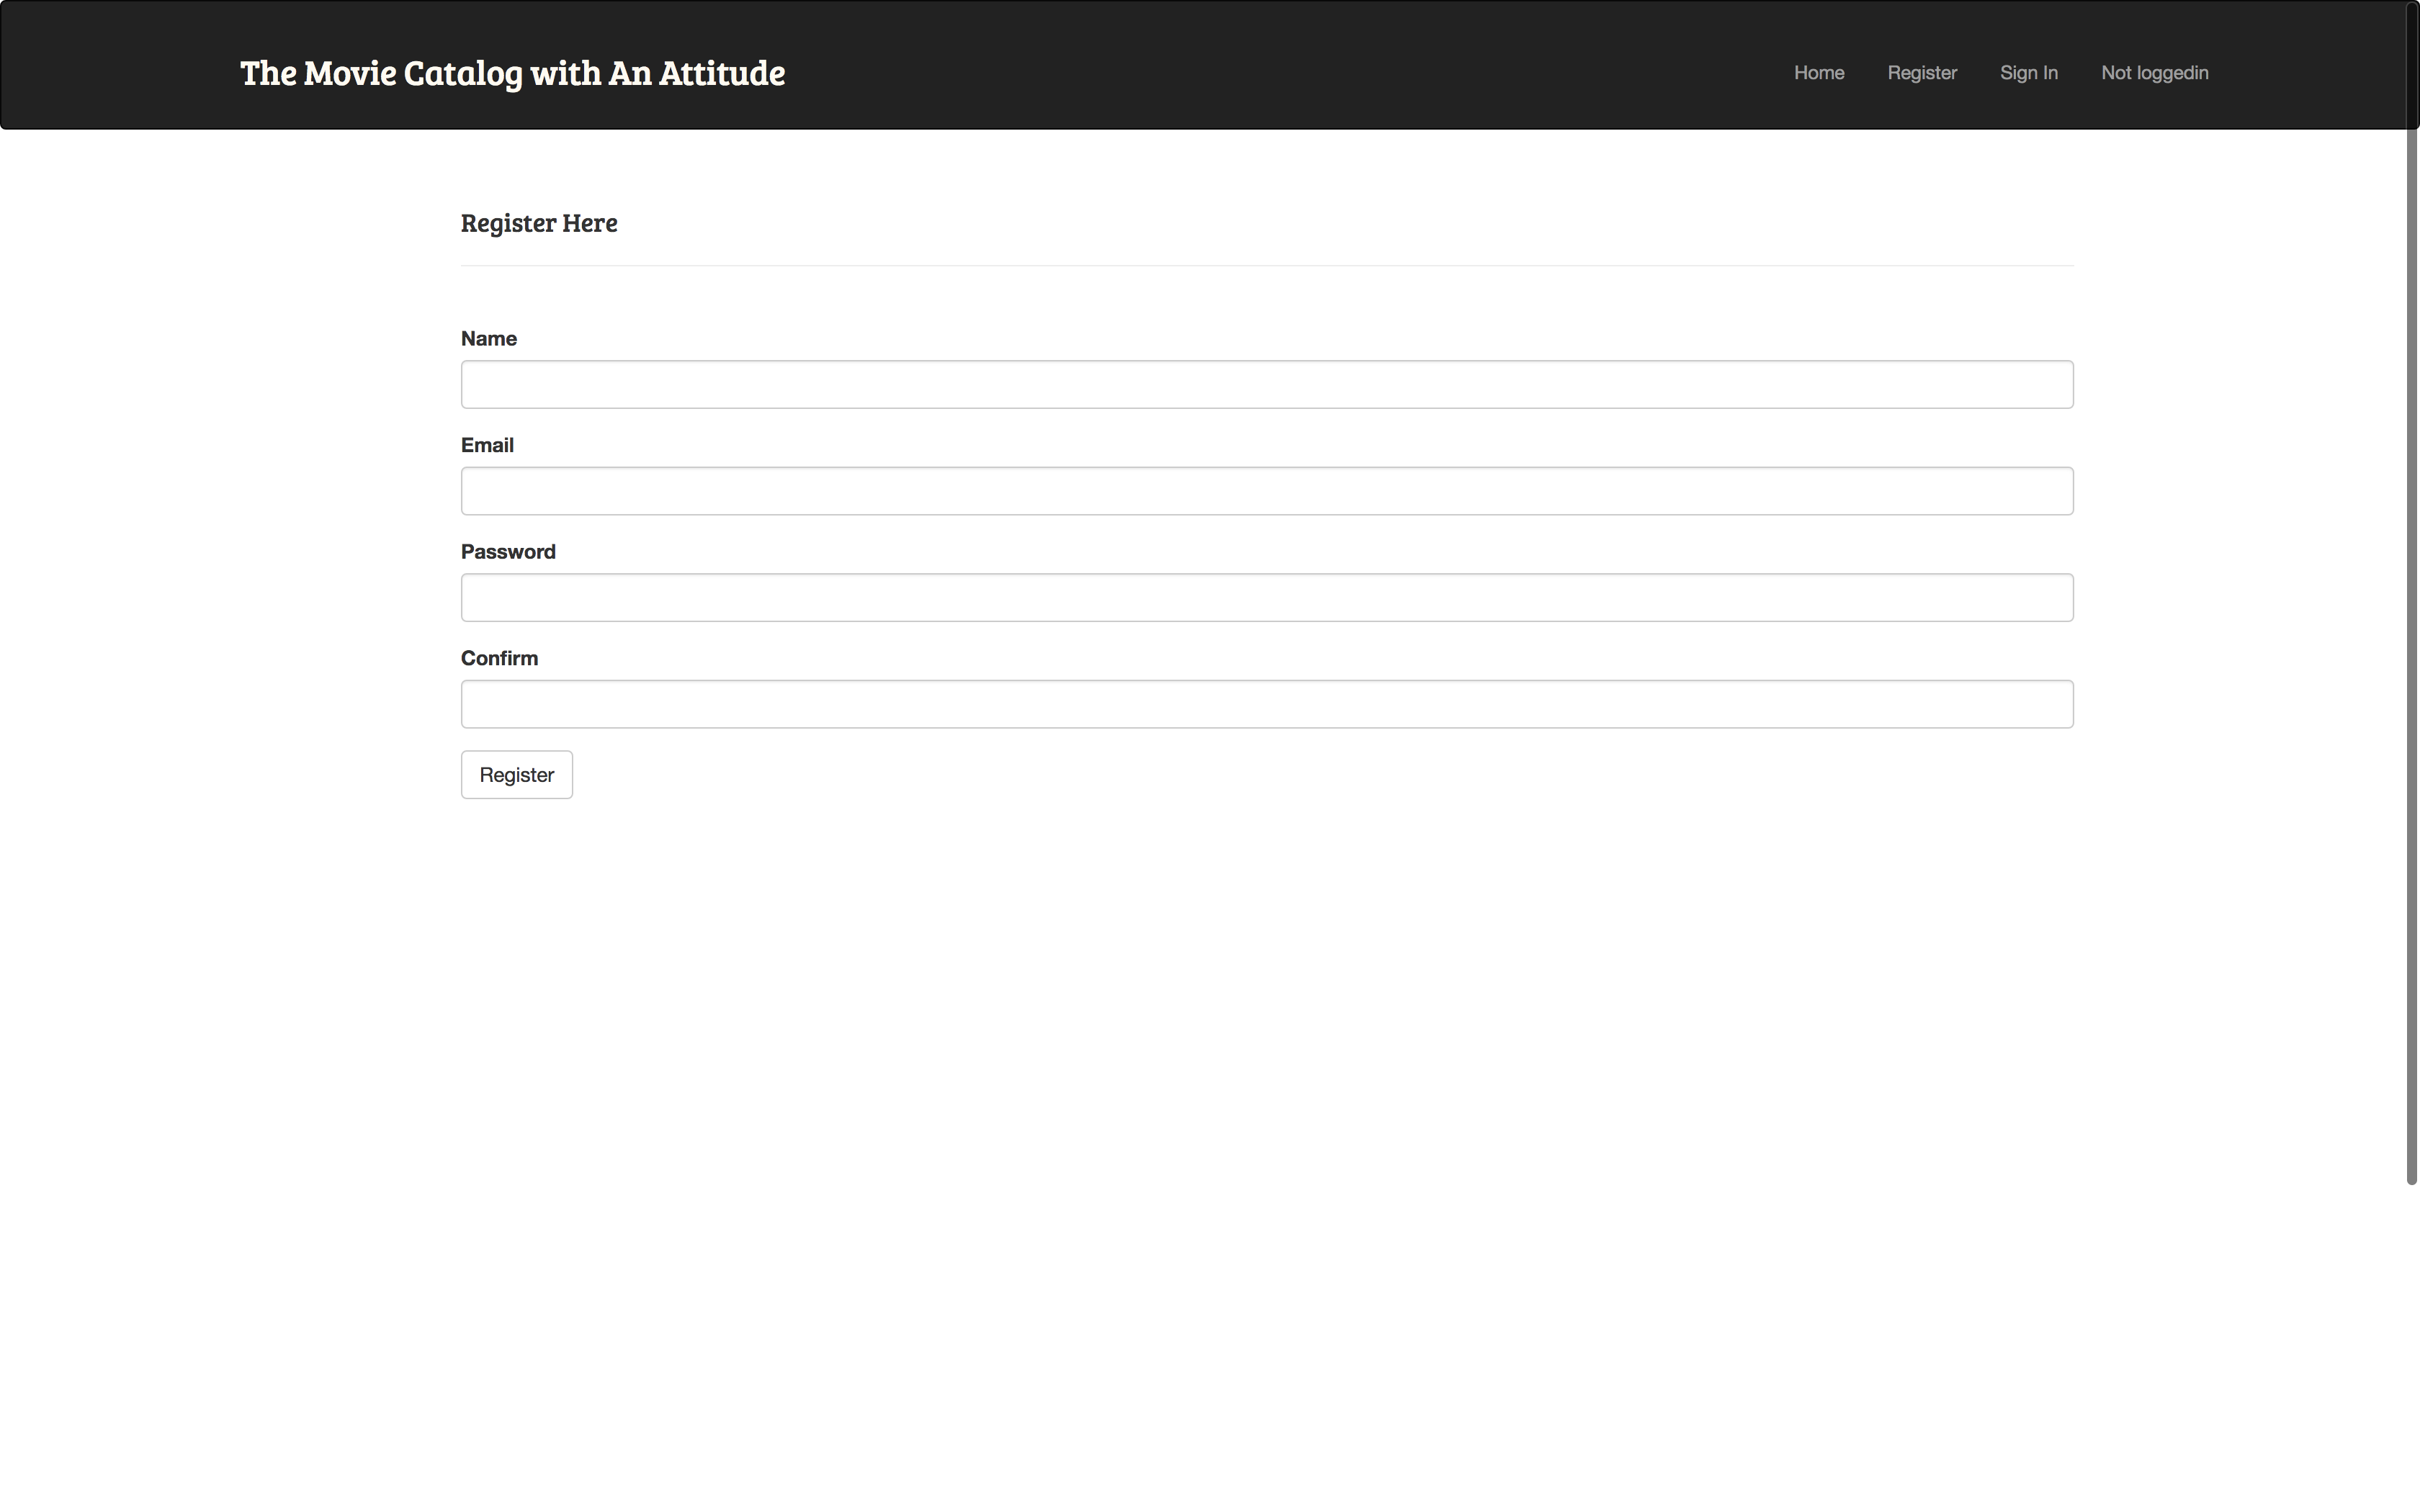 The Movie Catalog with An Attitude
Home Register Sign In Not loggedin
Register Here
Name
Email
Password
Confirm
Register